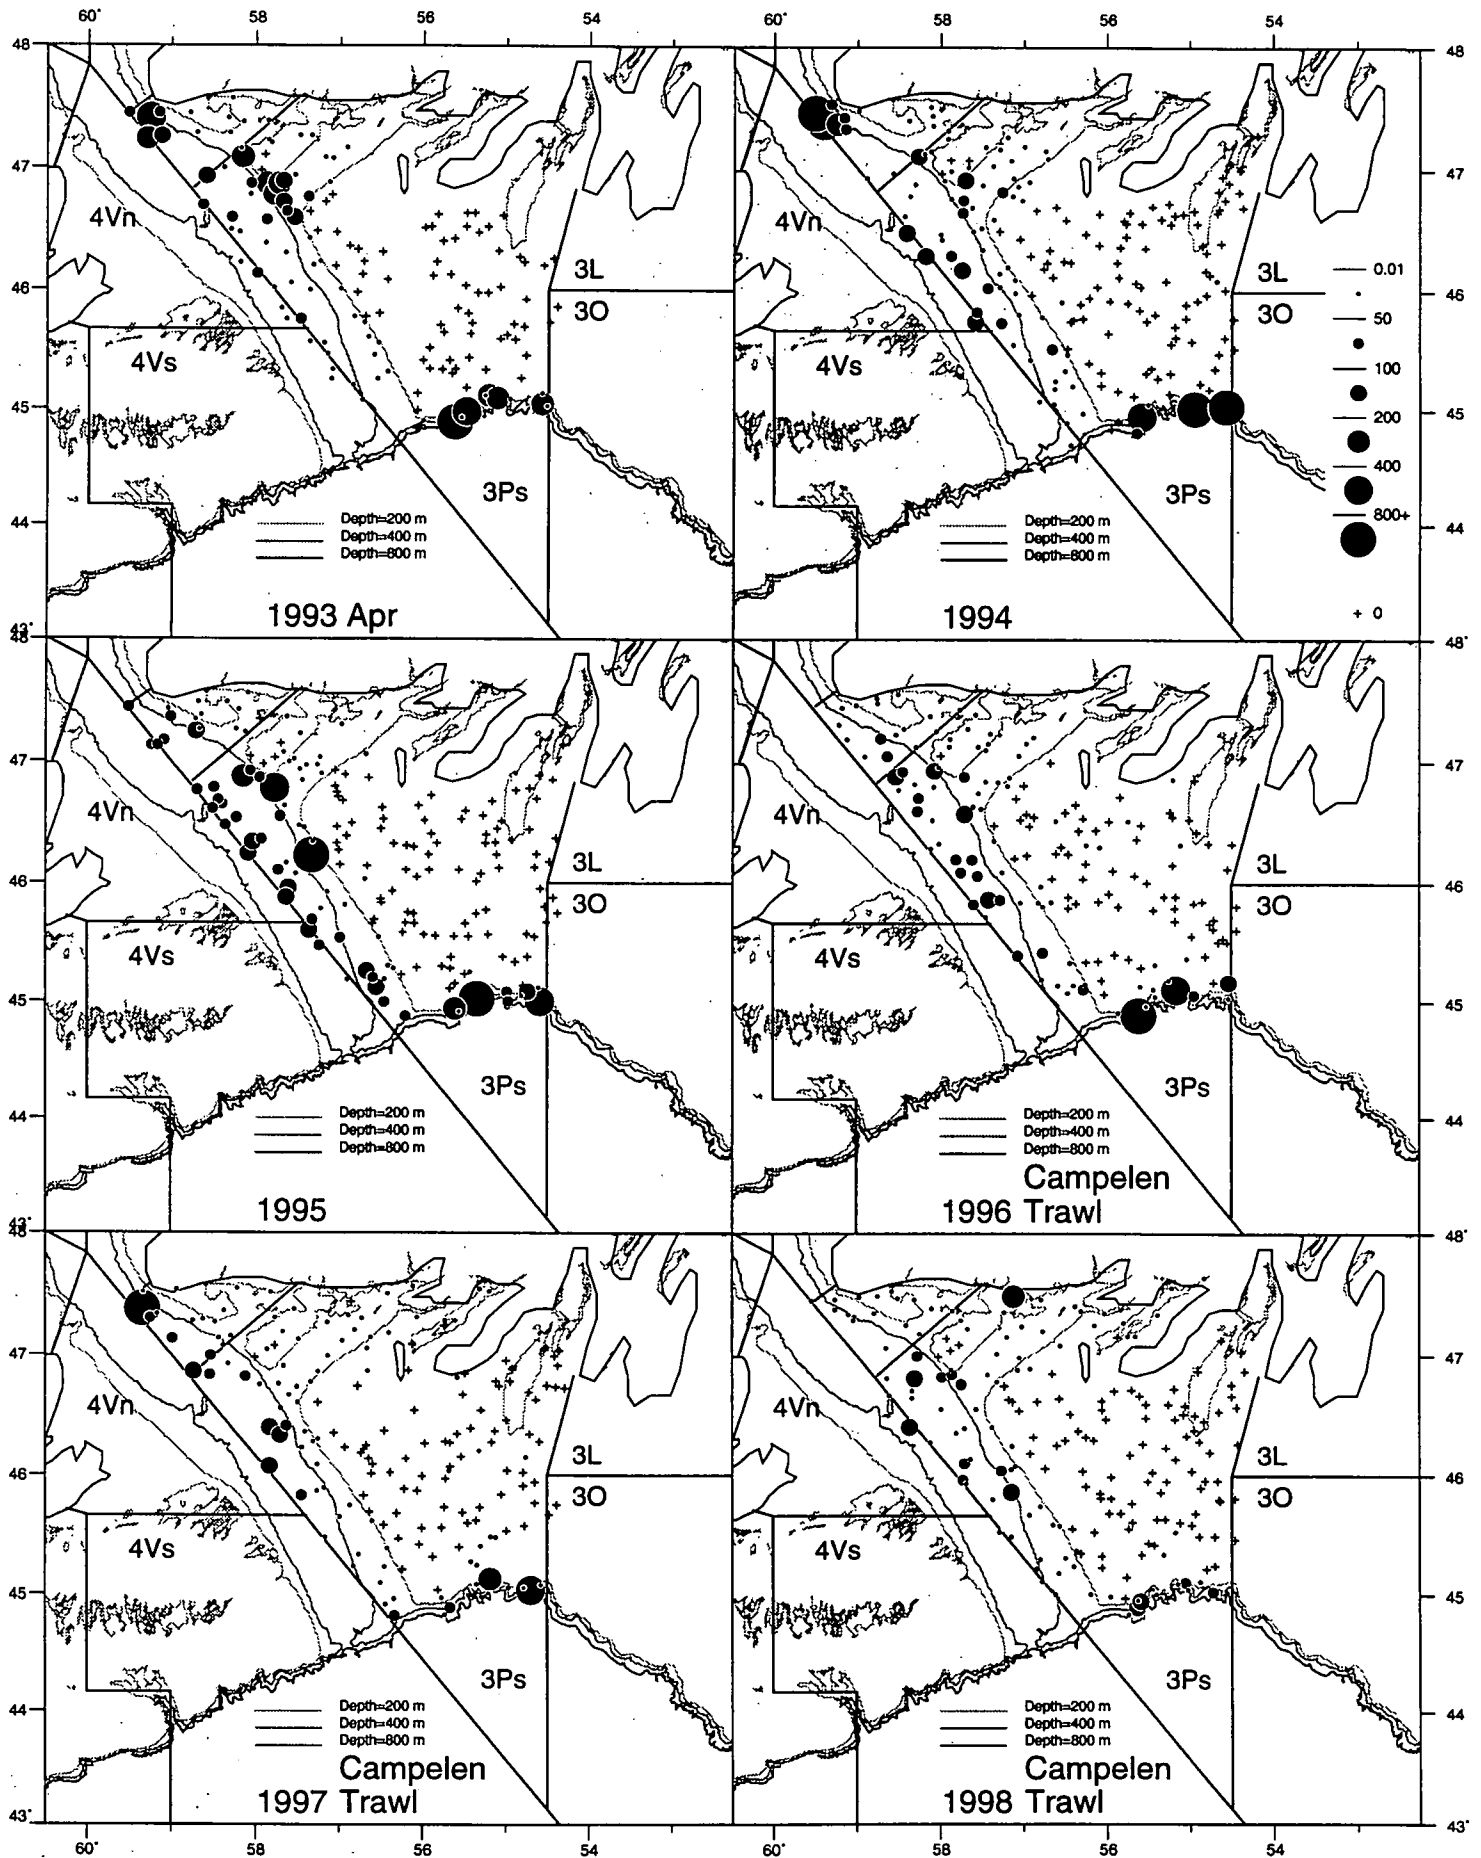 60° 58 56 54 60° 58 56 54
48
47
46
45
44
43°
4Vn
4Vs
3L
3O
3Ps
Depth=200 m
Depth=400 m
Depth=800 m
1993 Apr
48
47
46
45
44
4Vn
4Vs
3L
3O
3Ps
0.01
50
100
200
400
800+
+ 0
Depth=200 m
Depth=400 m
Depth=800 m
1994
48
47
46
45
44
43°
4Vn
4Vs
3L
3O
3Ps
Depth=200 m
Depth=400 m
Depth=800 m
1995
48
47
46
45
44
4Vn
4Vs
3L
3O
3Ps
Depth=200 m
Depth=400 m
Depth=800 m
Campelen
1996 Trawl
48
47
46
45
44
43°
4Vn
4Vs
3L
3O
3Ps
Depth=200 m
Depth=400 m
Depth=800 m
Campelen
1997 Trawl
48
47
46
45
44
43°
4Vn
4Vs
3L
3O
3Ps
Depth=200 m
Depth=400 m
Depth=800 m
Campelen
1998 Trawl
60° 58 56 54 60° 58 56 54